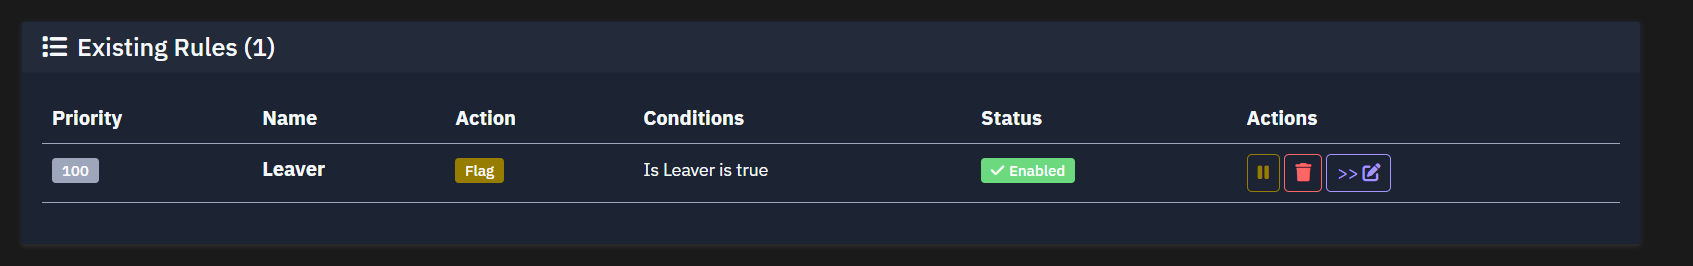 Existing Rules (1)
Priority Name Action Conditions Status Actions
100 Leaver Flag Is Leaver is true Enabled >>